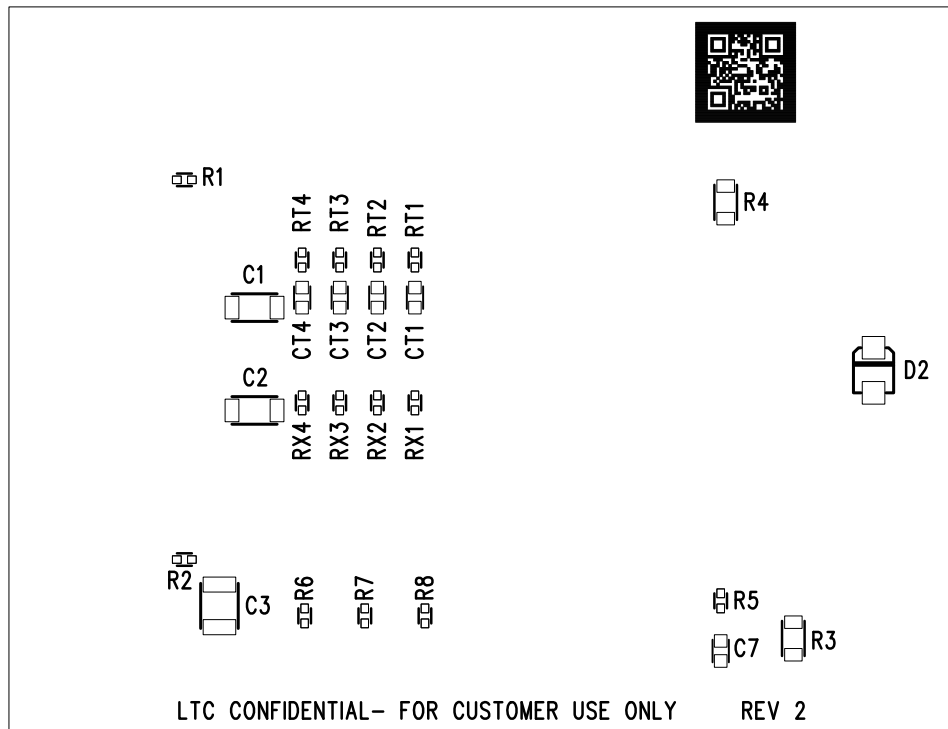 R1
RT4 RT3 RT2 RT1
R4
C1
CT4 CT3 CT2 CT1
D2
C2
RX4 RX3 RX2 RX1
R2
C3
R6 R7 R8
R5
C7
R3
LTC CONFIDENTIAL- FOR CUSTOMER USE ONLY REV 2